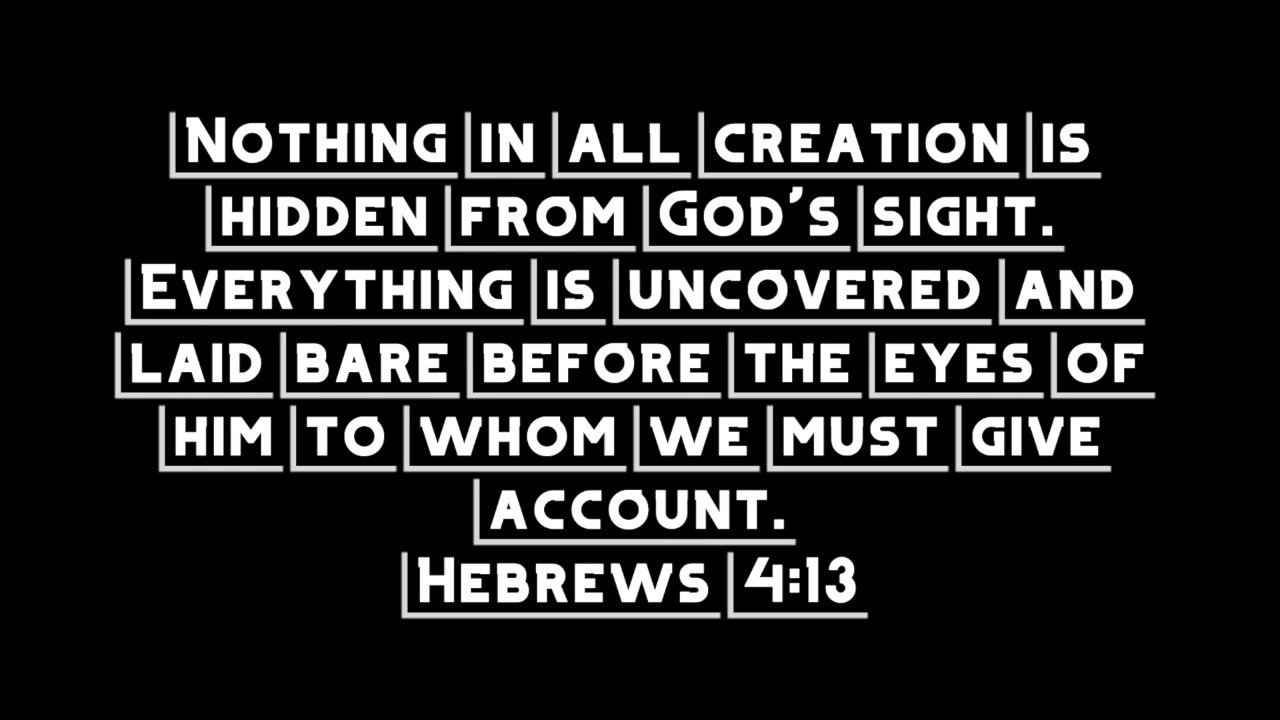 Nothing in all creation is
hidden from God's sight.
Everything is uncovered and
laid bare before the eyes of
him to whom we must give
account.
Hebrews 4:13